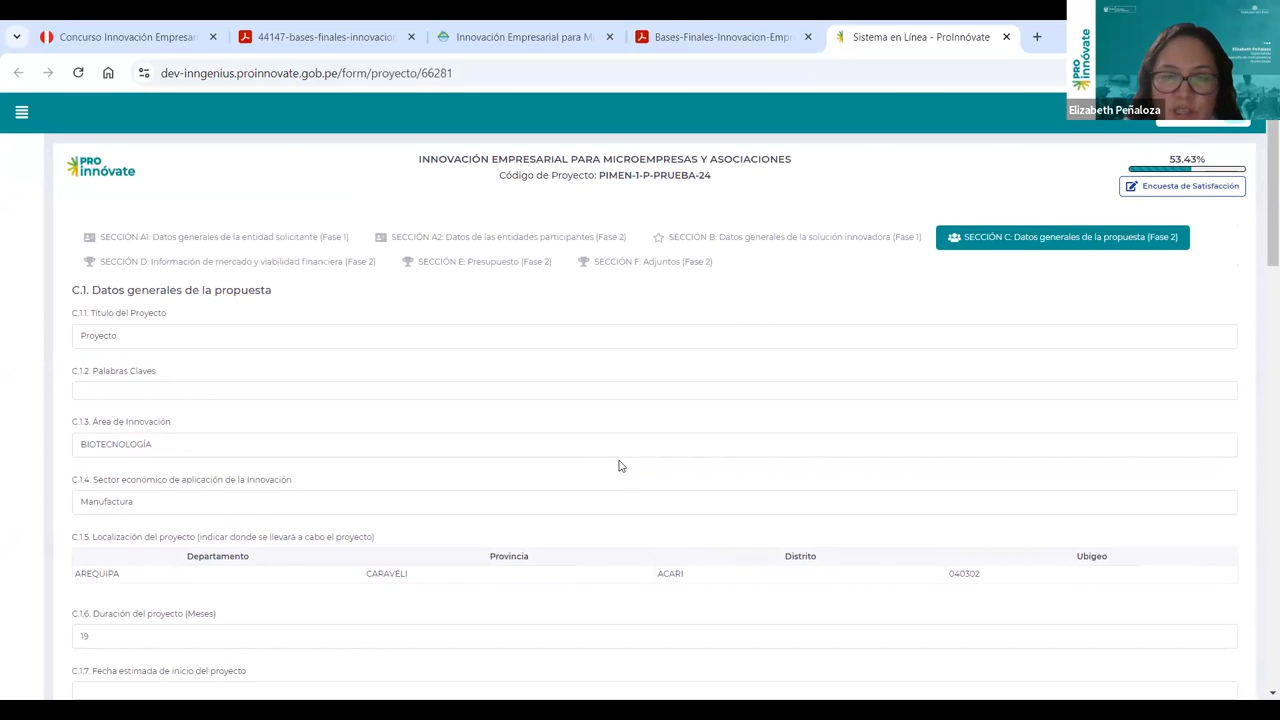 Concurso Innovación Empresar
44147-bases-finales-innovacion
Innovación Empresarial para M
Bases-Finales-Innovacion-Empr
Sistema en Línea - ProInnóvate
dev-inngenius.proinnovate.gob.pe/form/proyecto/66281
PRO innóvate
Elizabeth Peñaloza
Elizabeth Peñaloza
PRO
innóvate
INNOVACIÓN EMPRESARIAL PARA MICROEMPRESAS Y ASOCIACIONES
Código de Proyecto: PIMEN-1-P-PRUEBA-24
53.43%
Encuesta de Satisfacción
SECCIÓN A1: Datos generales de la entidad solicitante (Fase 1)
SECCIÓN A2: Datos de las entidades participantes (Fase 2)
SECCIÓN B: Datos generales de la solución innovadora (Fase 1)
SECCIÓN C: Datos generales de la propuesta (Fase 2)
SECCIÓN D: Información de mercado y viabilidad financiera (Fase 2)
SECCIÓN E: Presupuesto (Fase 2)
SECCIÓN F: Adjuntos (Fase 2)
C.1. Datos generales de la propuesta
C.1.1. Título del Proyecto
Proyecto
C.1.2. Palabras Claves
C.1.3. Área de Innovación
BIOTECNOLOGÍA
C.1.4. Sector económico de aplicación de la Innovación
Manufactura
C.1.5. Localización del proyecto (indicar donde se llevará a cabo el proyecto)
Departamento Provincia Distrito Ubigeo
AREQUIPA CARAVELI ACARI 040302
C.1.6. Duración del proyecto (Meses)
19
C.1.7. Fecha estimada de inicio del proyecto